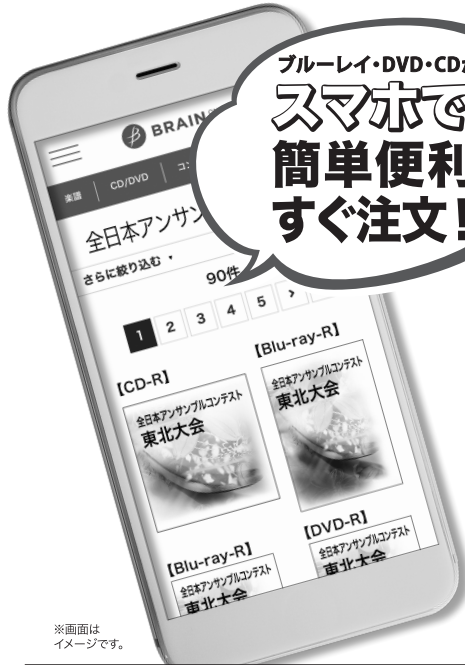 ブルーレイ・DVD・CDが
スマホで
簡単便利
すぐ注文!
BRAIN
楽譜
CD/DVD
全日本アンサン
さらに絞り込む
90件
1 2 3 4 5 ›
【CD-R】
【Blu-ray-R】
全日本アンサンブルコンテスト
東北大会
全日本アンサンブルコンテスト
東北大会
【Blu-ray-R】
【DVD-R】
全日本アンサンブルコンテスト
東北大会
全日本アンサンブルコンテスト
東北大会
※画面は
イメージです。